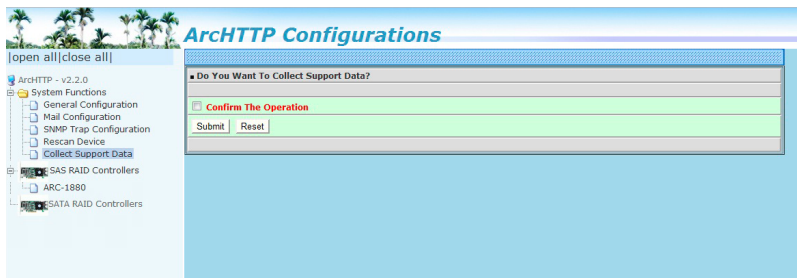 ArcHTTP Configurations
|open all|close all|
ArcHTTP - v2.2.0
System Functions
General Configuration
Mail Configuration
SNMP Trap Configuration
Rescan Device
Collect Support Data
SAS RAID Controllers
ARC-1880
SATA RAID Controllers
Do You Want To Collect Support Data?
Confirm The Operation
Submit Reset